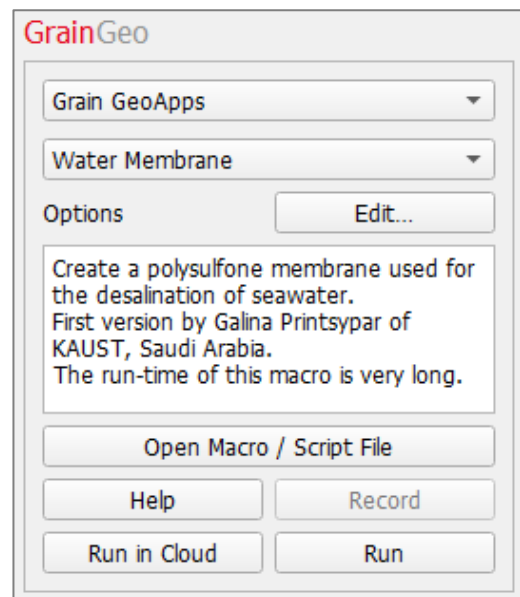 GrainGeo
Grain GeoApps
Water Membrane
Options
Edit...
Create a polysulfone membrane used for
the desalination of seawater.
First version by Galina Printsypar of
KAUST, Saudi Arabia.
The run-time of this macro is very long.
Open Macro / Script File
Help
Record
Run in Cloud
Run